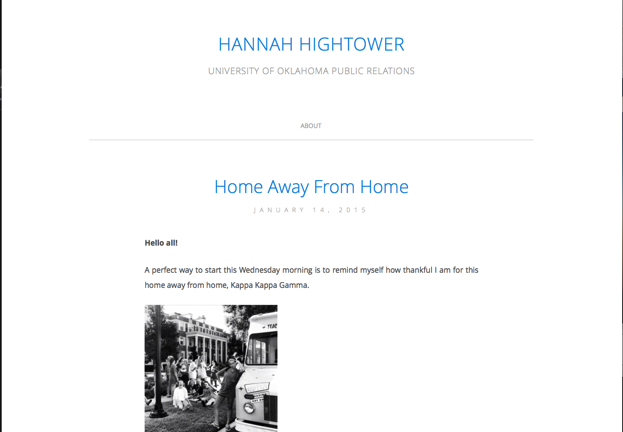 HANNAH HIGHTOWER
UNIVERSITY OF OKLAHOMA PUBLIC RELATIONS
ABOUT
Home Away From Home
JANUARY 14, 2015
Hello all!
A perfect way to start this Wednesday morning is to remind myself how thankful I am for this
home away from home, Kappa Kappa Gamma.